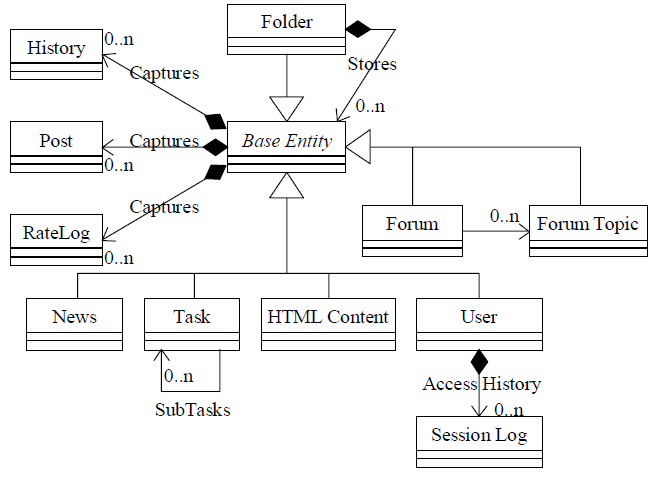 Folder
History
0..n
Captures
Stores
0..n
Post
Captures
0..n
Base Entity
RateLog
Captures
0..n
Forum
0..n
Forum Topic
News
Task
HTML Content
User
0..n
SubTasks
Access History
0..n
Session Log